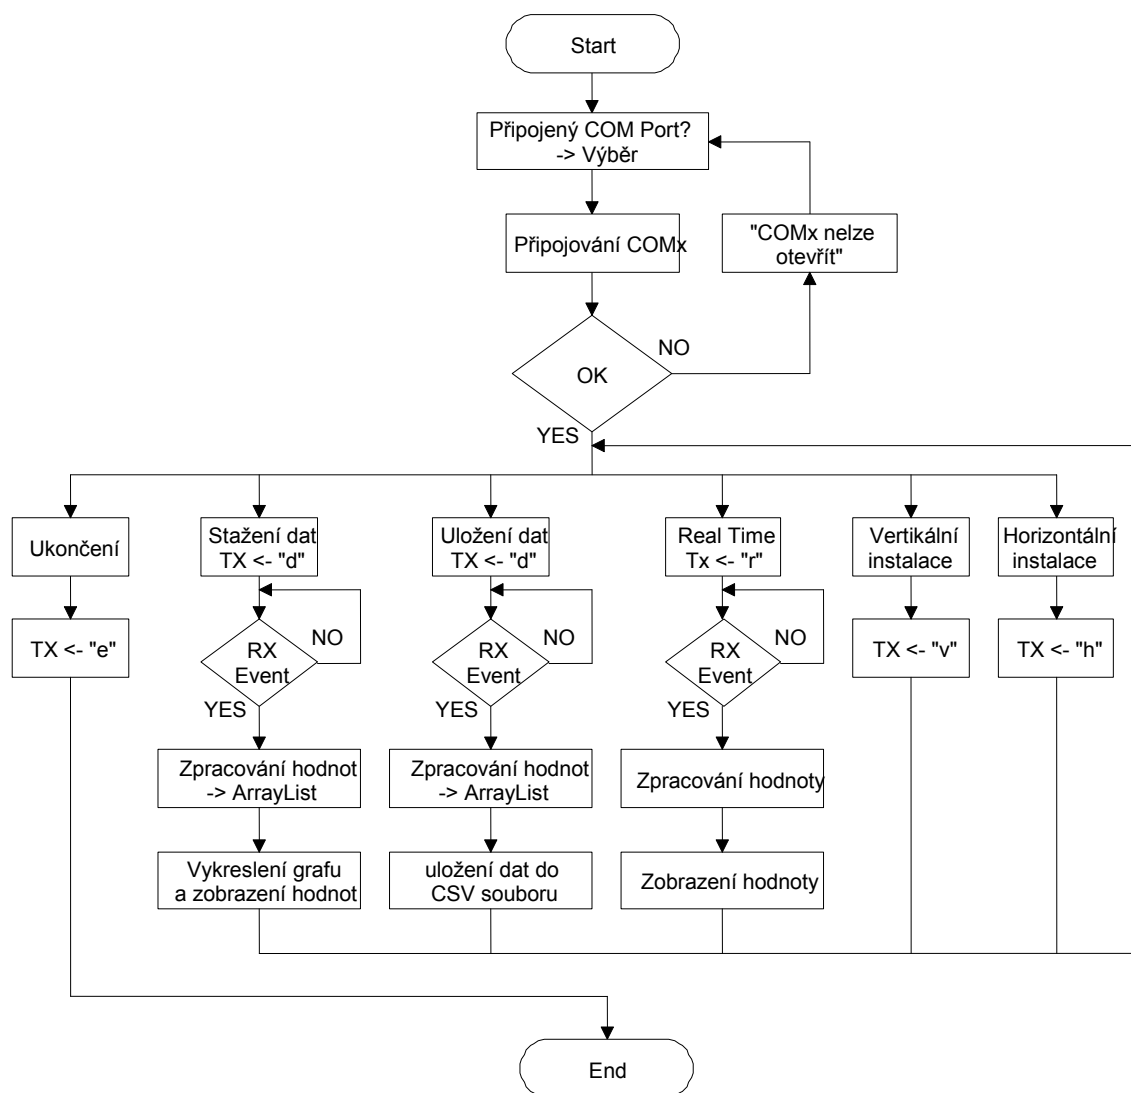 Start
Připojený COM Port?
-> Výběr
Připojování COMx
"COMx nelze
otevřít"
OK
NO
YES
Ukončení
Stažení dat
TX <- "d"
Uložení dat
TX <- "d"
Real Time
Tx <- "r"
Vertikální
instalace
Horizontální
instalace
TX <- "e"
RX
Event
NO
YES
RX
Event
NO
YES
RX
Event
NO
YES
TX <- "v"
TX <- "h"
Zpracování hodnot
-> ArrayList
Zpracování hodnot
-> ArrayList
Zpracování hodnoty
Vykreslení grafu
a zobrazení hodnot
uložení dat do
CSV souboru
Zobrazení hodnoty
End